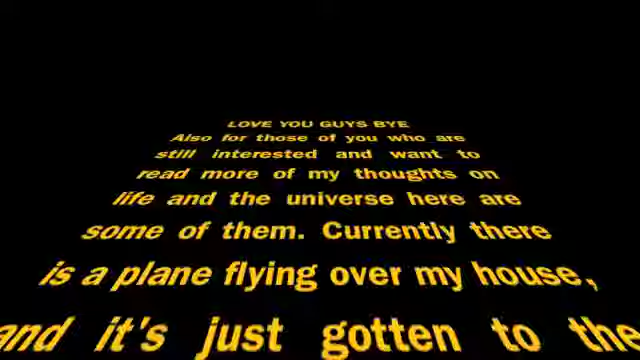 LOVE YOU GUYS BYE
Also for those of you who are
still interested and want to
read more of my thoughts on
life and the universe here are
some of them. Currently there
is a plane flying over my house,
and it's just gotten to the